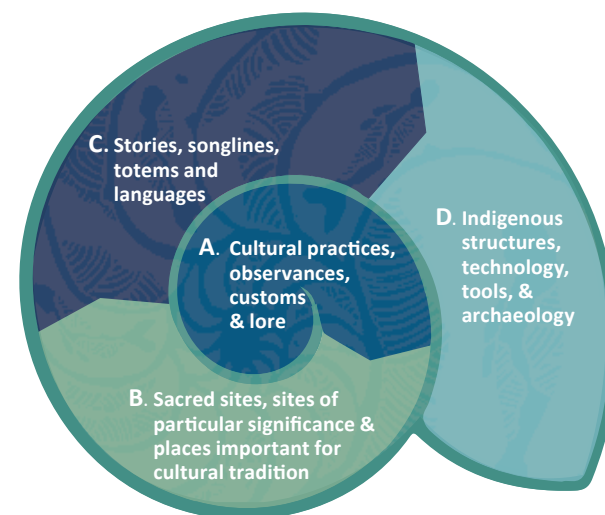 C. Stories, songlines,
totems and
languages
A. Cultural practices,
observances,
customs
& lore
D. Indigenous
structures,
technology,
tools, &
archaeology
B. Sacred sites, sites of
particular significance &
places important for
cultural tradition